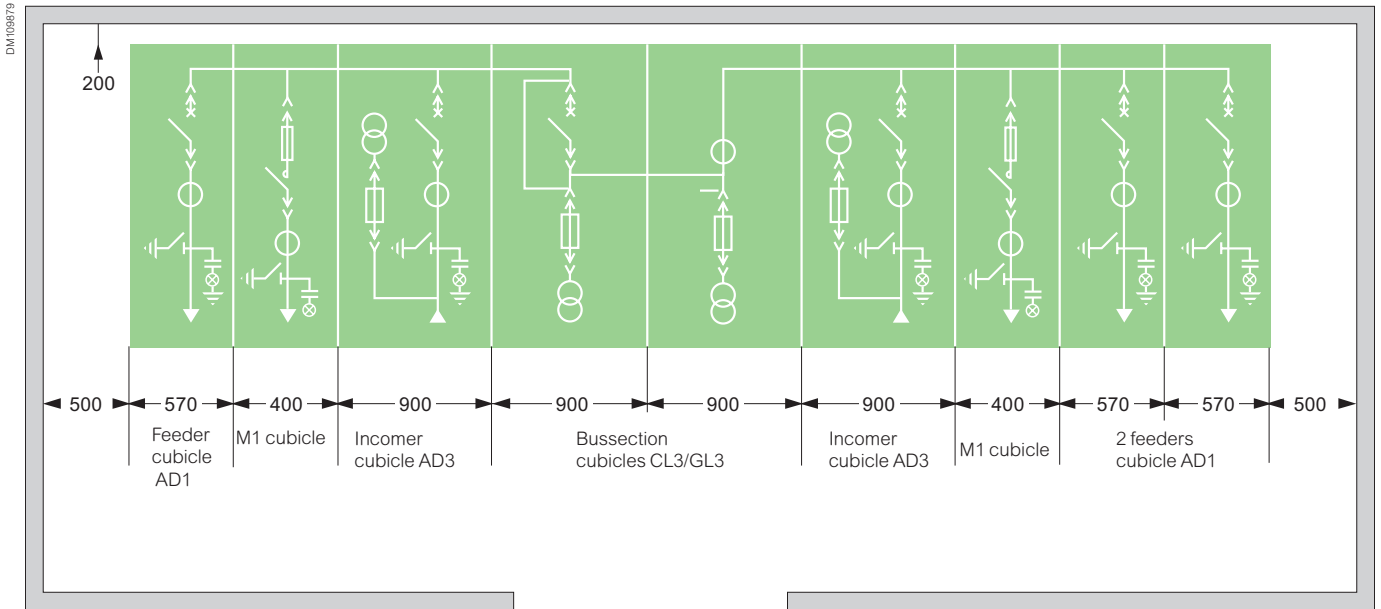 DM109879
200
500 570 400 900 900 900 900 400 570 570 500
Feeder
cubicle
AD1
M1 cubicle
Incomer
cubicle AD3
Bussection
cubicles CL3/GL3
Incomer
cubicle AD3
M1 cubicle
2 feeders
cubicle AD1